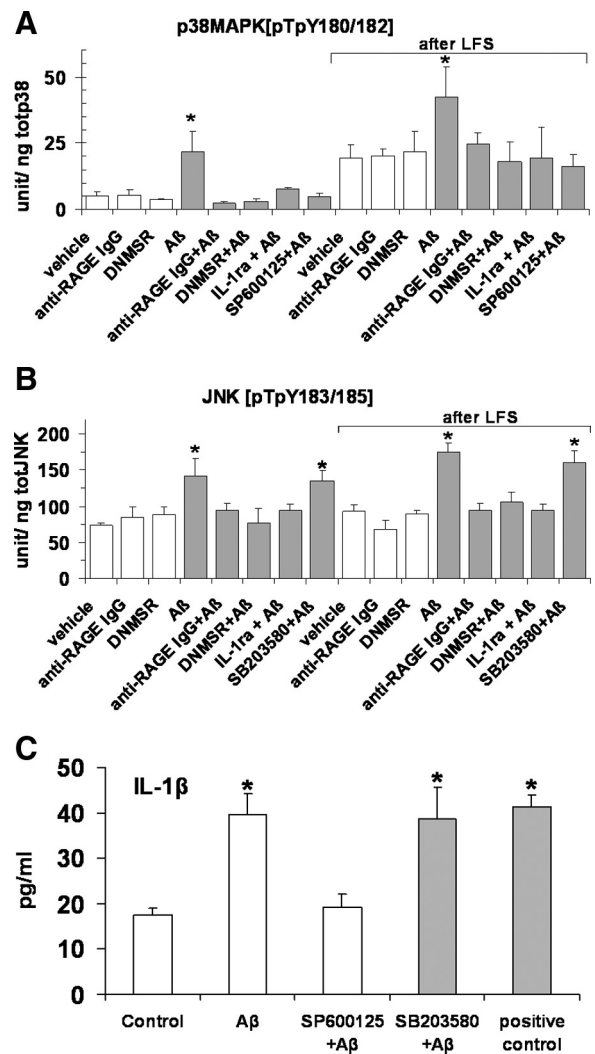 A
p38MAPK[pTpY180/182]
after LFS
unit/ ng totp38
50
25
0
* *
vehicle
anti-RAGE IgG
DNMSR
Aß
anti-RAGE IgG+Aß
DNMSR+Aß
IL-1ra + Aß
SP600125+Aß
vehicle
anti-RAGE IgG
DNMSR
Aß
anti-RAGE IgG+Aß
DNMSR+Aß
IL-1ra + Aß
SP600125+Aß
B
JNK [pTpY183/185]
after LFS
unit/ ng totJNK
200
150
100
50
0
* * * *
vehicle
anti-RAGE IgG
DNMSR
Aß
anti-RAGE IgG+Aß
DNMSR+Aß
IL-1ra + Aß
SB203580+Aß
vehicle
anti-RAGE IgG
DNMSR
Aß
anti-RAGE IgG+Aß
DNMSR+Aß
IL-1ra + Aß
SB203580+Aß
C
IL-1β
pg/ml
50
40
30
20
10
0
* * *
Control Aβ SP600125 SB203580 positive
+Aβ +Aβ control